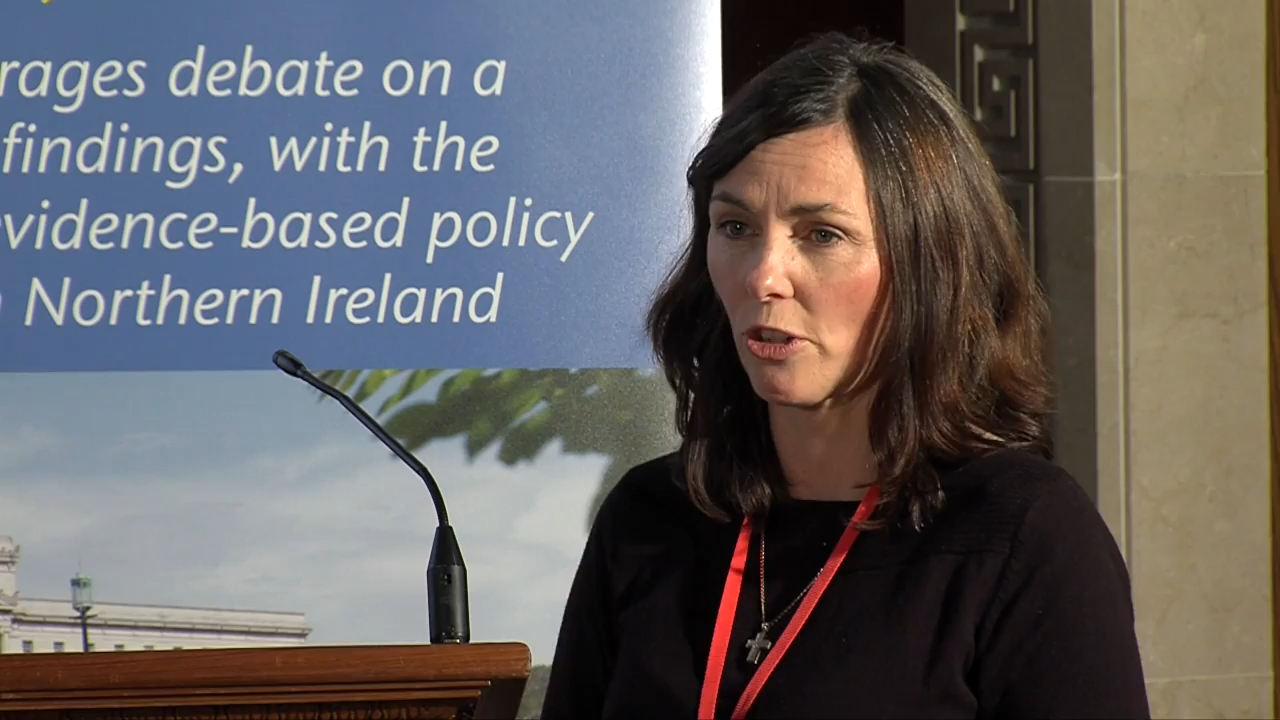 rages debate on a
findings, with the
evidence-based policy
Northern Ireland